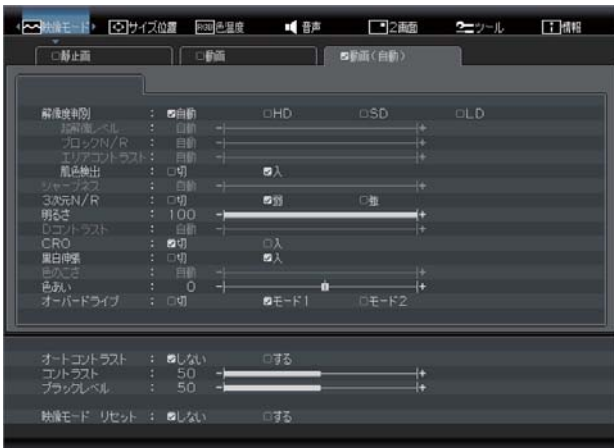 映像モード サイズ位置 色温度 音声 2画面 ツール 情報
静止画 動画 動画(自動)
解像度判別 : 自動 HD SD LD
超解像レベル : 自動 - +
ブロックN/R : 自動 - +
エリアコントラスト : 自動 - +
肌色検出 : 切 入
シャープネス : 自動 - +
3次元N/R : 切 弱 強
明るさ : 100 - +
Dコントラスト : 自動 - +
CRO : 切 入
黒白伸張 : 切 入
色のこさ : 自動 - +
色あい : 0 - +
オーバードライブ : 切 モード1 モード2
オートコントラスト : しない する
コントラスト : 50 - +
ブラックレベル : 50 - +
映像モード リセット : しない する